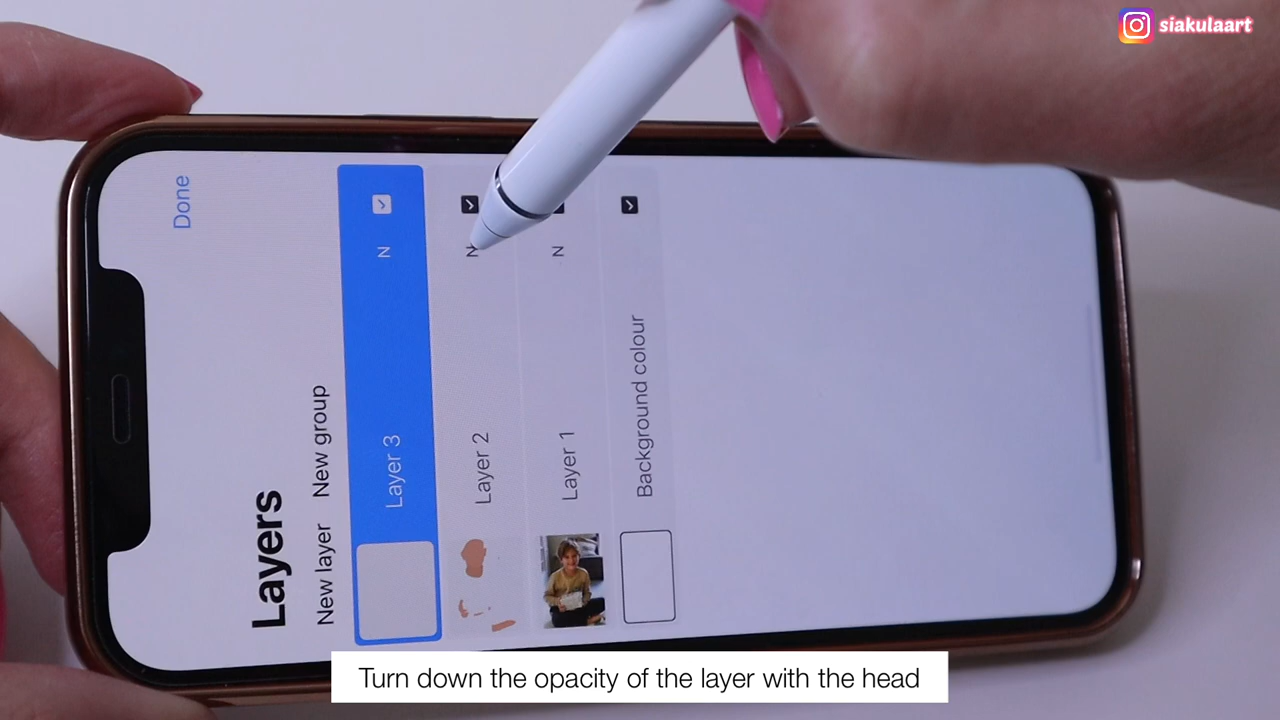 siakulaart
Done
Layers
New layer New group
Layer 3 N
Layer 2 N
Layer 1 N
Background colour
Turn down the opacity of the layer with the head